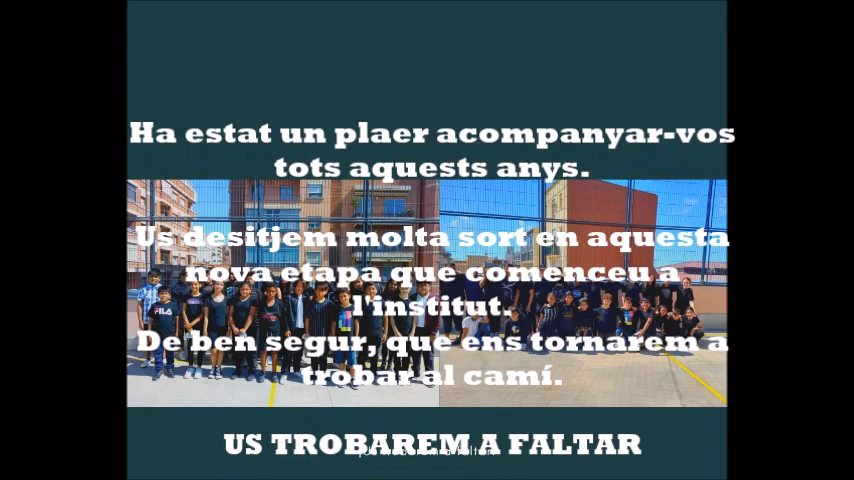 Ha estat un plaer acompanyar-vos
tots aquests anys.
Us desitjem molta sort en aquesta
nova etapa que comenceu a
l'institut.
De ben segur, que ens tornarem a
trobar al camí.
US TROBAREM A FALTAR
FILA